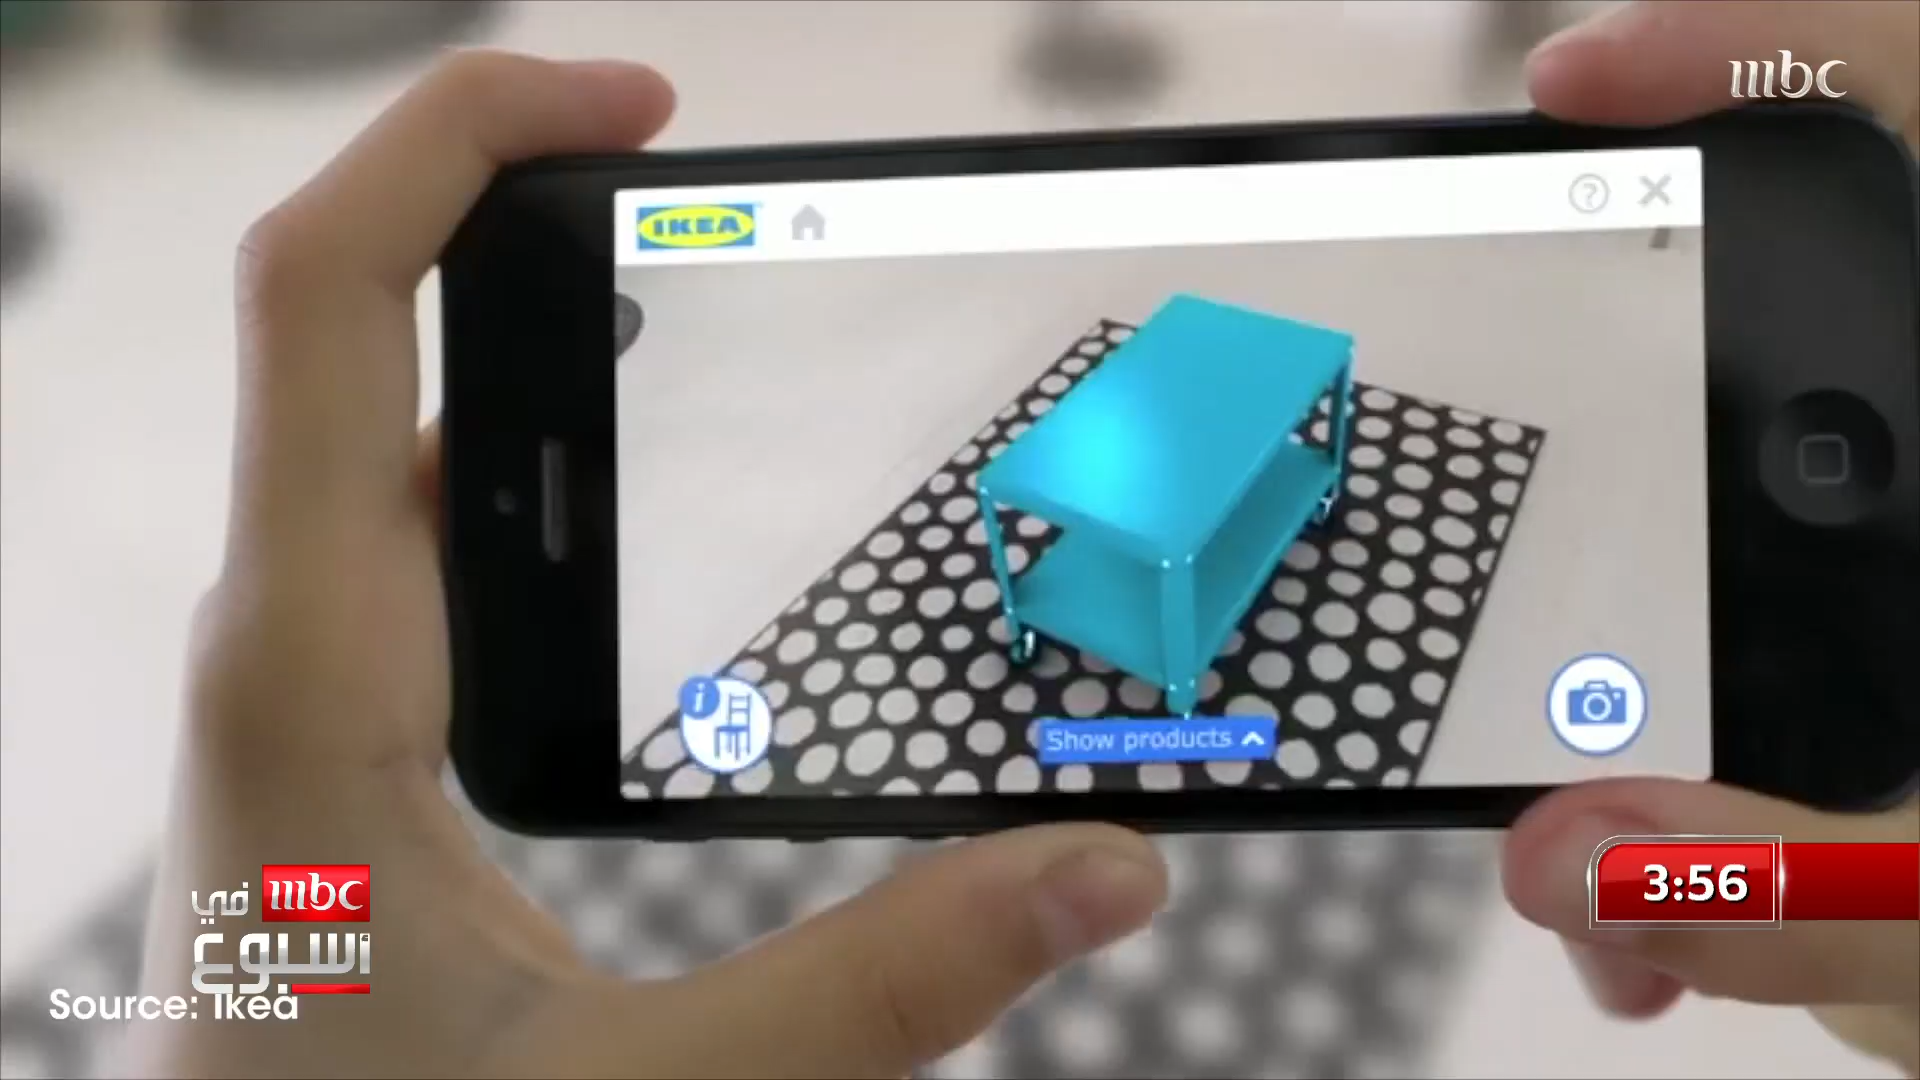 mbc
IKEA
?
i
Show products
3:56
في mbc
أسبوع
Source: Ikea